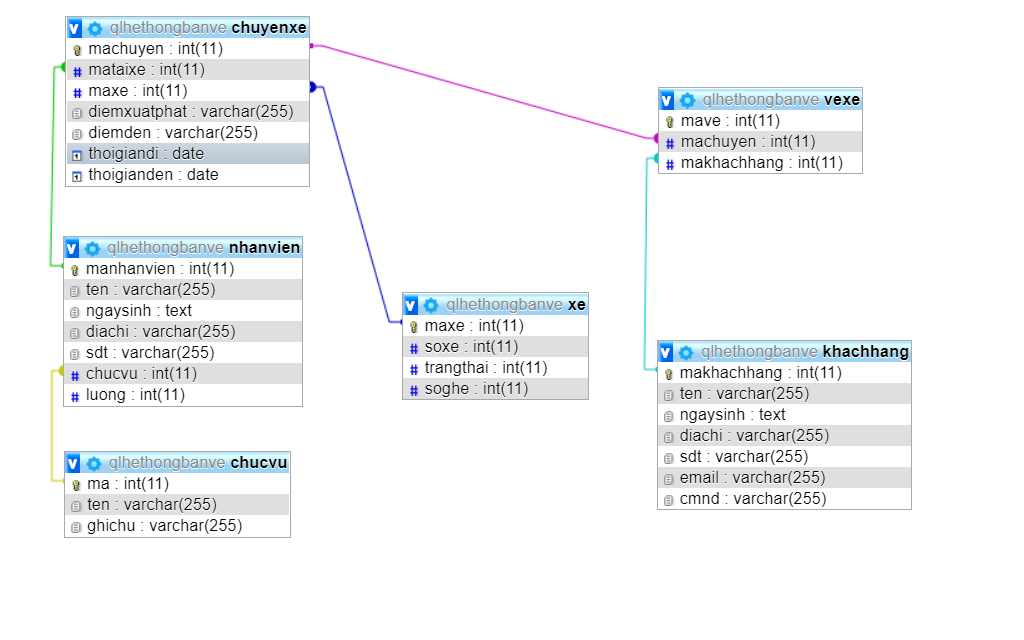 qlhethongbanve chuyenxe
machuyen : int(11)
mataixe : int(11)
maxe : int(11)
diemxuatphat : varchar(255)
diemden : varchar(255)
thoigiandi : date
thoigianden : date
qlhethongbanve vexe
mave : int(11)
machuyen : int(11)
makhachhang : int(11)
qlhethongbanve nhanvien
manhanvien : int(11)
ten : varchar(255)
ngaysinh : text
diachi : varchar(255)
sdt : varchar(255)
chucvu : int(11)
luong : int(11)
qlhethongbanve xe
maxe : int(11)
soxe : int(11)
trangthai : int(11)
soghe : int(11)
qlhethongbanve khachhang
makhachhang : int(11)
ten : varchar(255)
ngaysinh : text
diachi : varchar(255)
sdt : varchar(255)
email : varchar(255)
cmnd : varchar(255)
qlhethongbanve chucvu
ma : int(11)
ten : varchar(255)
ghichu : varchar(255)